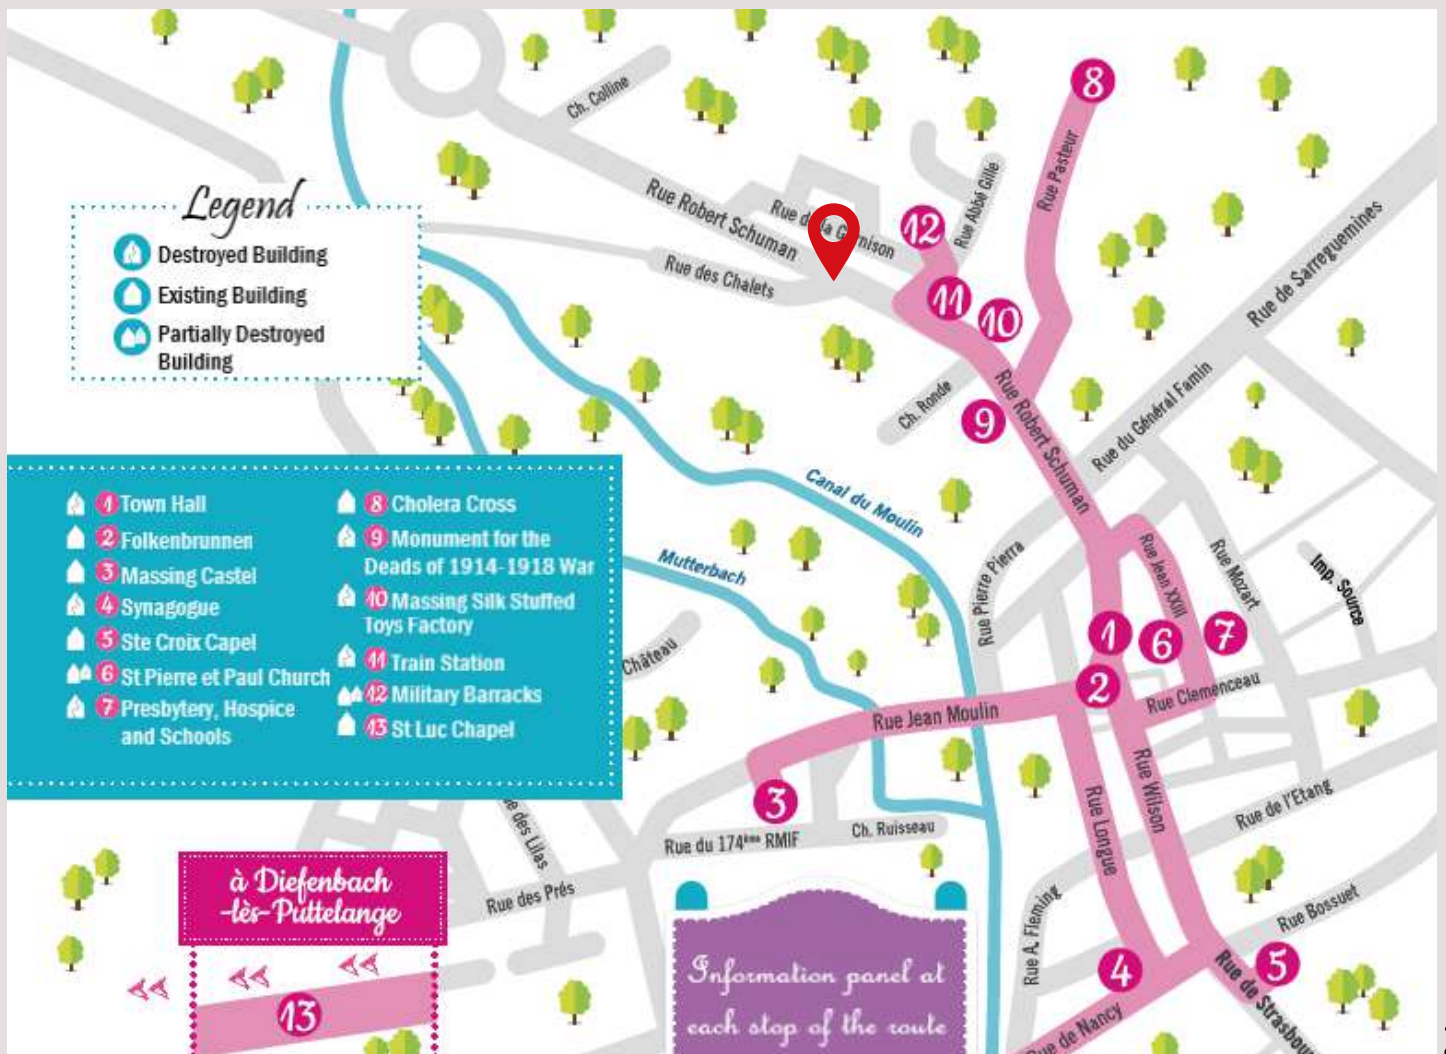 Ch. Colline
8
Rue Pasteur
Legend
Destroyed Building
Existing Building
Partially Destroyed
Building
Rue Robert Schuman
Rue Abbé Gille
12
Rue des Chalets
11
10
Rue de Sarreguemines
Ch. Ronde
9
Rue Robert Schuman
Rue du Général Famin
Canal du Moulin
Mutterbach
Rue Pierre Pierra
Rue Jean XXIII
Rue Mozart
Imp. Source
1 Town Hall
2 Folkenbrunnen
3 Massing Castel
4 Synagogue
5 Ste Croix Capel
6 St Pierre et Paul Church
7 Presbytery, Hospice
and Schools
8 Cholera Cross
9 Monument for the
Deads of 1914-1918 War
10 Massing Silk Stuffed
Toys Factory
11 Train Station
12 Military Barracks
13 St Luc Chapel
Château
1
6
7
2
Rue Clemenceau
Rue Jean Moulin
3
Rue du 174ème RMIF
Ch. Ruisseau
Rue Longue
Rue Wilson
Rue de l'Etang
des Lilas
Rue des Prés
Rue A. Fleming
Rue Bossuet
4
5
Rue de Nancy
Rue de Strasbou
à Diefenbach
-lès-Puttelange
13
Information panel at
each stop of the route